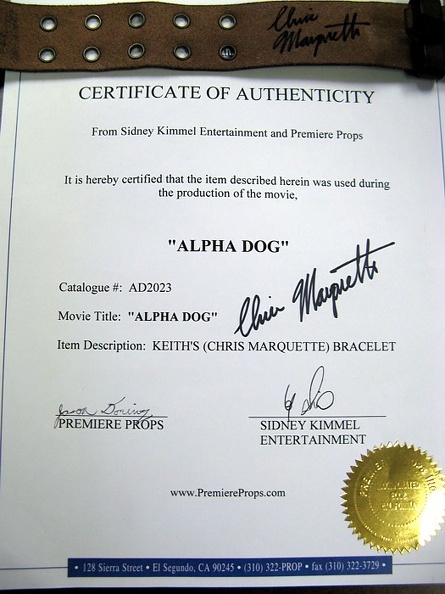 Chris
Marquette
CERTIFICATE OF AUTHENTICITY
From Sidney Kimmel Entertainment and Premiere Props
It is hereby certified that the item described herein was used during
the production of the movie,
"ALPHA DOG"
Catalogue #: AD2023
Chris Marquette
Movie Title: "ALPHA DOG"
Item Description: KEITH'S (CHRIS MARQUETTE) BRACELET
PREMIERE PROPS
SIDNEY KIMMEL
ENTERTAINMENT
www.PremiereProps.com
• 128 Sierra Street • El Segundo, CA 90245 • (310) 322-PROP • fax (310) 322-3729 •